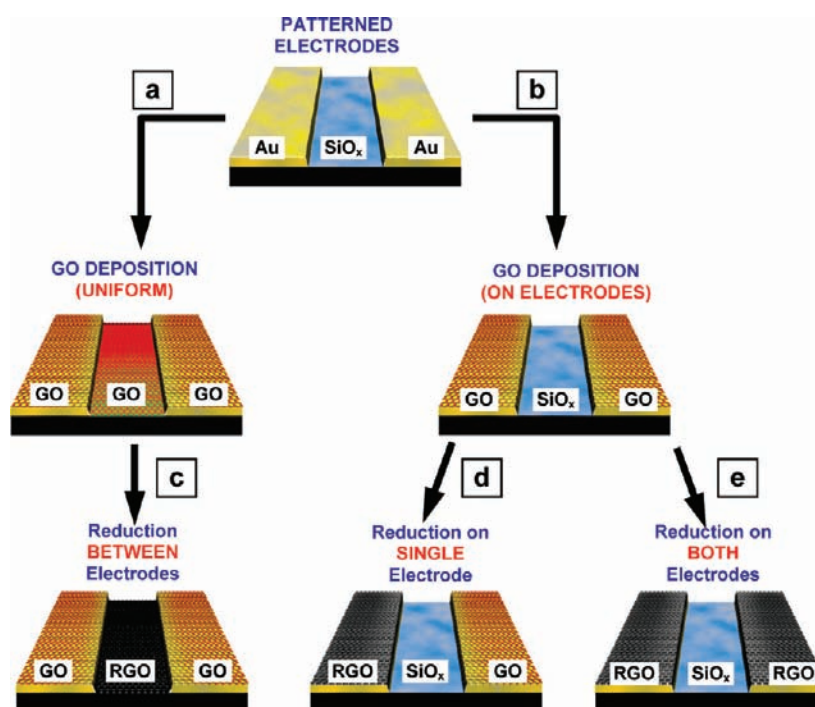 PATTERNED
ELECTRODES
a
b
Au
SiOx
Au
GO DEPOSITION
(UNIFORM)
GO DEPOSITION
(ON ELECTRODES)
GO
GO
GO
GO
SiOx
GO
c
d
e
Reduction
BETWEEN
Electrodes
Reduction on
SINGLE
Electrode
Reduction on
BOTH
Electrodes
GO
RGO
GO
RGO
SiOx
GO
RGO
SiOx
RGO